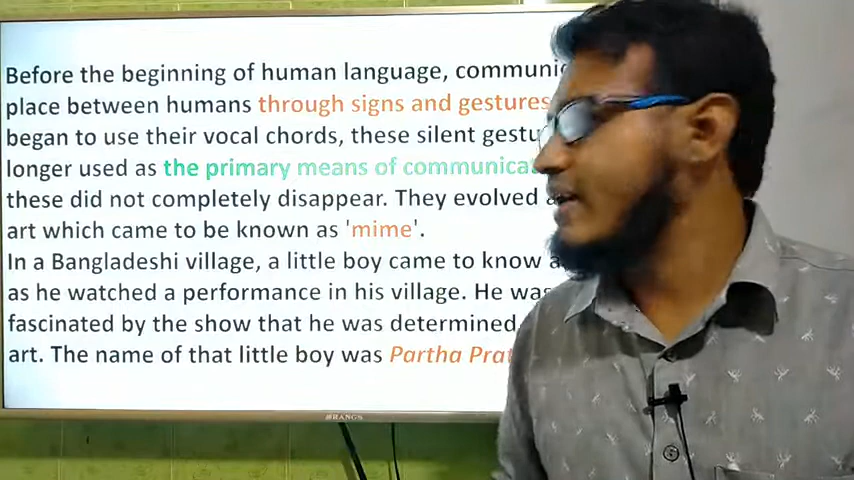 Before the beginning of human language,
place between humans through signs and gestures
began to use their vocal chords, these silent
longer used as the primary means of
these did not completely disappear. They evolved
art which came to be known as 'mime'.
In a Bangladeshi village, a little boy came to know
as he watched a performance in his village. He was
fascinated by the show that he was determined
art. The name of that little boy was Partha
RANGS